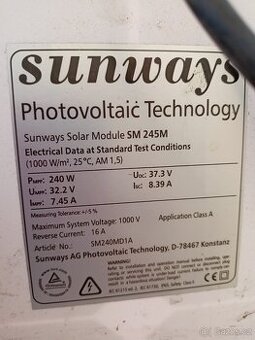 sunways
Photovoltaic Technology
Sunways Solar Module SM 245M
Electrical Data at Standard Test Conditions
(1000 W/m², 25°C, AM 1,5)
PMPP 240 W UOC: 37.3 V
UMPP 32.2 V ISC: 8.39 A
IMPP 7.45 A
Measuring Tolerance: +/-5 %
Maximum System Voltage: 1000 V Application Class A
Reverse Current: 16 A
Article No.: SM240MD1A
Sunways AG Photovoltaic Technology, D-78467 Konstanz